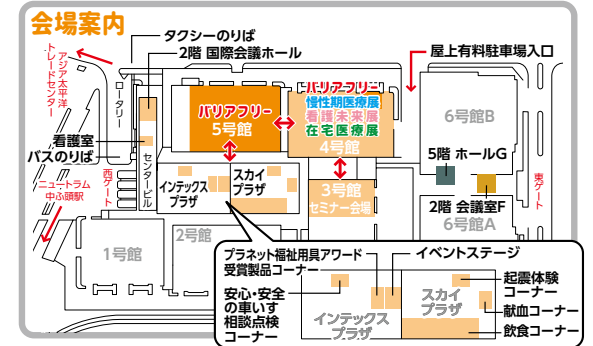 会場案内
タクシーのりば
2階 国際会議ホール
屋上有料駐車場入口
アジア太平洋
トレードセンター
ロータリー
バリアフリー
5号館
バリアフリー
慢性期医療展
看護未来展
在宅医療展
4号館
6号館B
看護室
バスのりば
センタービル
5階 ホールG
西ゲート
インテックス
プラザ
スカイ
プラザ
3号館
セミナー会場
東ゲート
ニュートラム
中ふ頭駅
2階 会議室F
6号館A
1号館
2号館
プラネット福祉用具アワード
受賞製品コーナー
イベントステージ
安心・安全
の車いす
相談点検
コーナー
インテックス
プラザ
スカイ
プラザ
起震体験
コーナー
献血コーナー
飲食コーナー